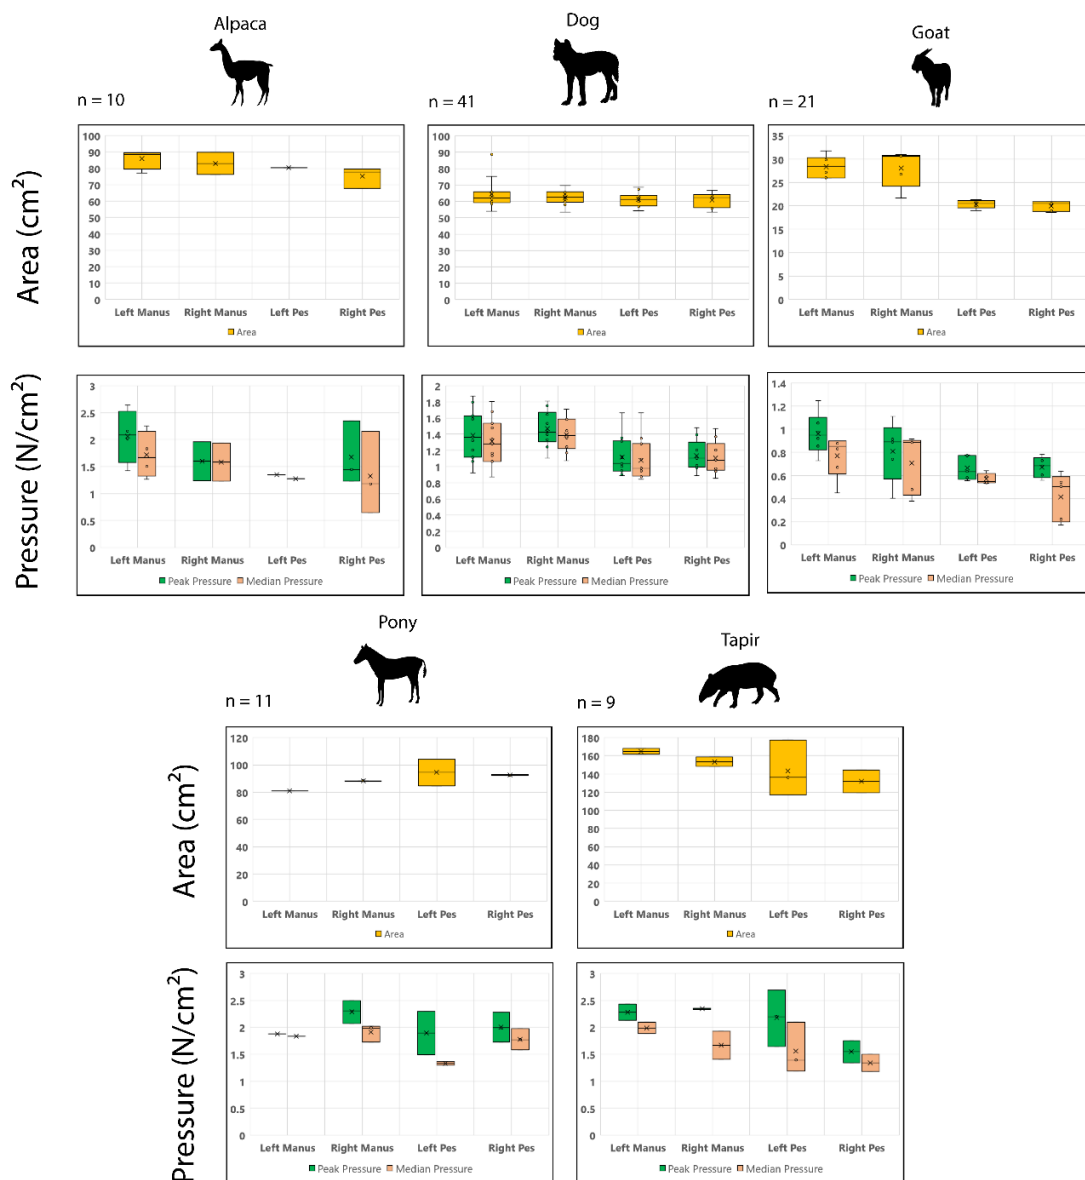 Alpaca
Dog
Goat
n = 10
n = 41
n = 21
Area (cm²)
100
90
80
70
60
50
40
30
20
10
0
Left Manus Right Manus Left Pes Right Pes
Area
100
90
80
70
60
50
40
30
20
10
0
Left Manus Right Manus Left Pes Right Pes
Area
35
30
25
20
15
10
5
0
Left Manus Right Manus Left Pes Right Pes
Area
Pressure (N/cm²)
3
2.5
2
1.5
1
0.5
0
Left Manus Right Manus Left Pes Right Pes
Peak Pressure Median Pressure
2
1.8
1.6
1.4
1.2
1
0.8
0.6
0.4
0.2
0
Left Manus Right Manus Left Pes Right Pes
Peak Pressure Median Pressure
1.4
1.2
1
0.8
0.6
0.4
0.2
0
Left Manus Right Manus Left Pes Right Pes
Peak Pressure Median Pressure
Pony
Tapir
n = 11
n = 9
Area (cm²)
120
100
80
60
40
20
0
Left Manus Right Manus Left Pes Right Pes
Area
180
160
140
120
100
80
60
40
20
0
Left Manus Right Manus Left Pes Right Pes
Area
Pressure (N/cm²)
3
2.5
2
1.5
1
0.5
0
Left Manus Right Manus Left Pes Right Pes
Peak Pressure Median Pressure
3
2.5
2
1.5
1
0.5
0
Left Manus Right Manus Left Pes Right Pes
Peak Pressure Median Pressure